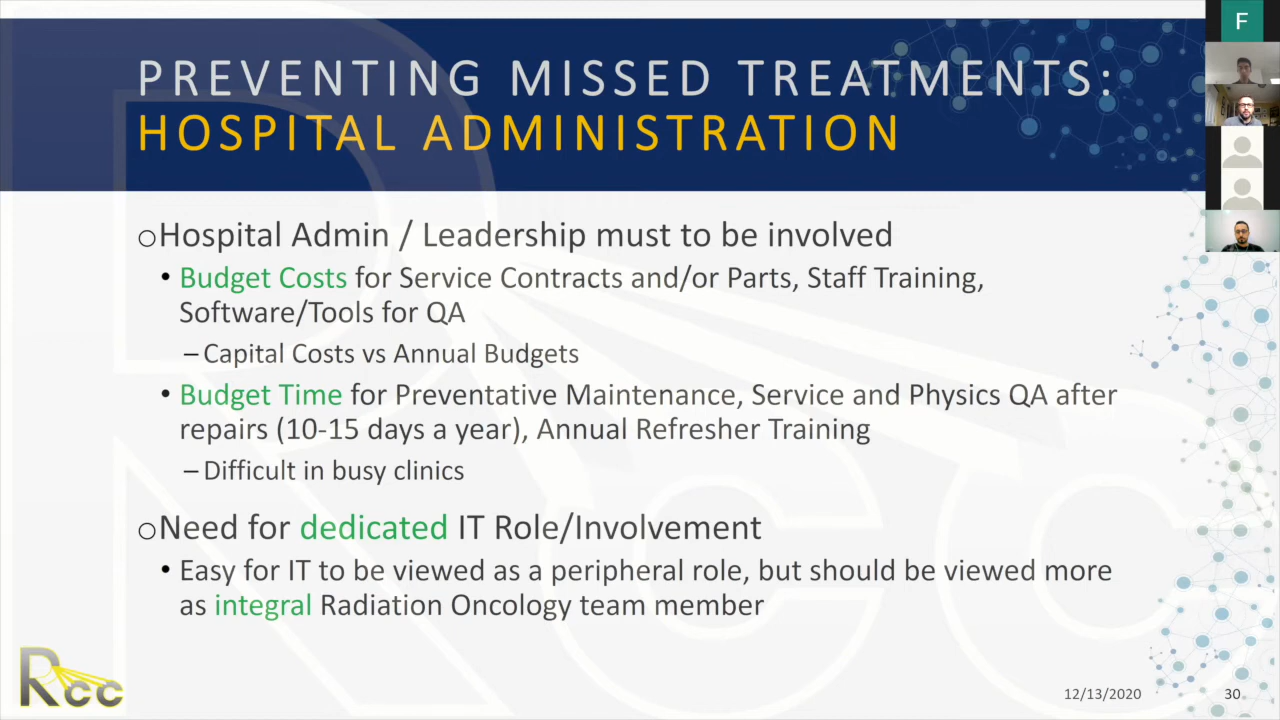 PREVENTING MISSED TREATMENTS:
HOSPITAL ADMINISTRATION
F
oHospital Admin / Leadership must to be involved
• Budget Costs for Service Contracts and/or Parts, Staff Training,
Software/Tools for QA
– Capital Costs vs Annual Budgets
• Budget Time for Preventative Maintenance, Service and Physics QA after
repairs (10-15 days a year), Annual Refresher Training
– Difficult in busy clinics
oNeed for dedicated IT Role/Involvement
• Easy for IT to be viewed as a peripheral role, but should be viewed more
as integral Radiation Oncology team member
Rcc
12/13/2020
30